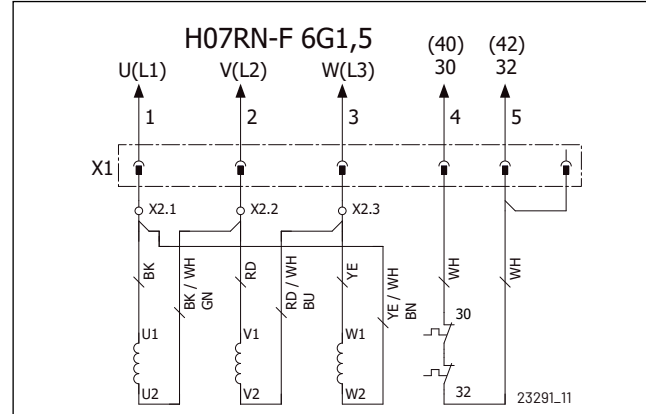 H07RN-F 6G1,5
(40) (42)
U(L1) V(L2) W(L3) 30 32
1 2 3 4 5
X1
X2.1 X2.2 X2.3
BK
BK / WH
GN
RD
RD / WH
BU
YE
YE / WH
BN
WH
WH
U1 V1 W1 30
U2 V2 W2 32
23291_11